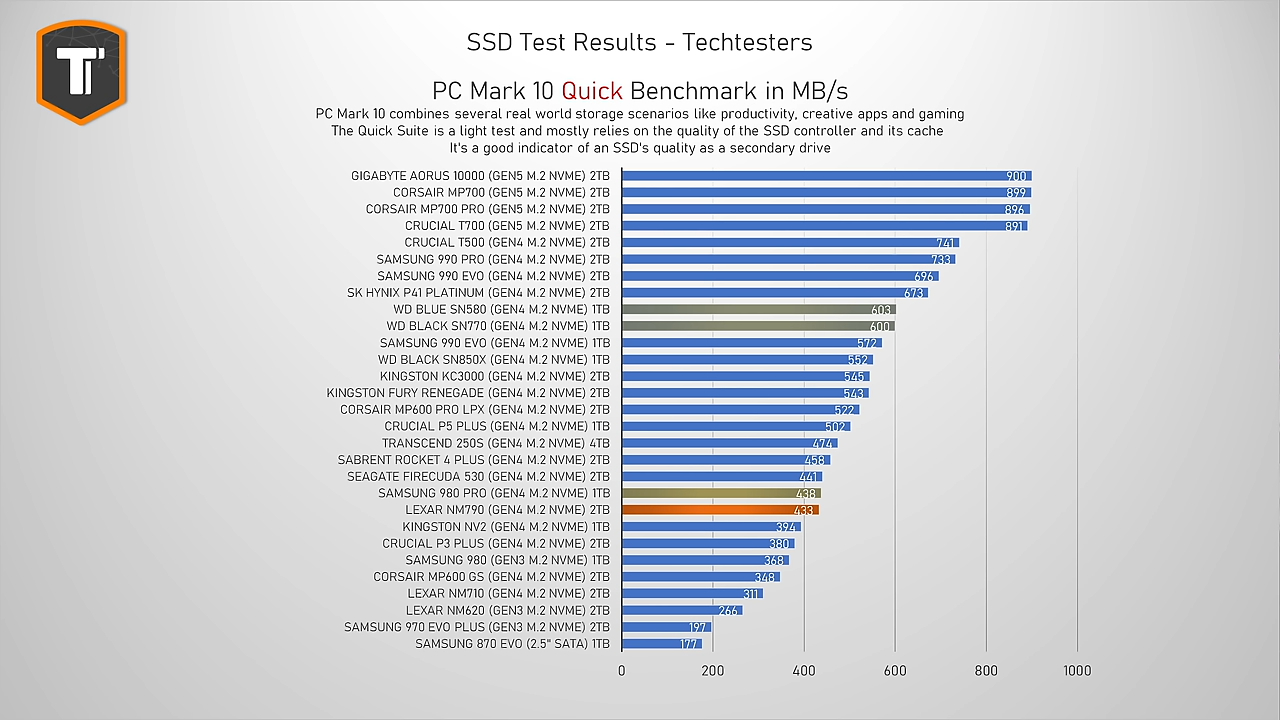 SSD Test Results - Techtesters
PC Mark 10 Quick Benchmark in MB/s
PC Mark 10 combines several real world storage scenarios like productivity, creative apps and gaming
The Quick Suite is a light test and mostly relies on the quality of the SSD controller and its cache
It's a good indicator of an SSD's quality as a secondary drive
GIGABYTE AORUS 10000 (GEN5 M.2 NVME) 2TB 900
CORSAIR MP700 (GEN5 M.2 NVME) 2TB 899
CORSAIR MP700 PRO (GEN5 M.2 NVME) 2TB 896
CRUCIAL T700 (GEN5 M.2 NVME) 2TB 891
CRUCIAL T500 (GEN4 M.2 NVME) 2TB 741
SAMSUNG 990 PRO (GEN4 M.2 NVME) 2TB 733
SAMSUNG 990 EVO (GEN4 M.2 NVME) 2TB 696
SK HYNIX P41 PLATINUM (GEN4 M.2 NVME) 2TB 673
WD BLUE SN580 (GEN4 M.2 NVME) 1TB 603
WD BLACK SN770 (GEN4 M.2 NVME) 1TB 600
SAMSUNG 990 EVO (GEN4 M.2 NVME) 1TB 572
WD BLACK SN850X (GEN4 M.2 NVME) 1TB 552
KINGSTON KC3000 (GEN4 M.2 NVME) 2TB 545
KINGSTON FURY RENEGADE (GEN4 M.2 NVME) 2TB 543
CORSAIR MP600 PRO LPX (GEN4 M.2 NVME) 2TB 522
CRUCIAL P5 PLUS (GEN4 M.2 NVME) 1TB 502
TRANSCEND 250S (GEN4 M.2 NVME) 4TB 474
SABRENT ROCKET 4 PLUS (GEN4 M.2 NVME) 2TB 458
SEAGATE FIRECUDA 530 (GEN4 M.2 NVME) 2TB 441
SAMSUNG 980 PRO (GEN4 M.2 NVME) 1TB 438
LEXAR NM790 (GEN4 M.2 NVME) 2TB 433
KINGSTON NV2 (GEN4 M.2 NVME) 1TB 394
CRUCIAL P3 PLUS (GEN4 M.2 NVME) 2TB 380
SAMSUNG 980 (GEN3 M.2 NVME) 1TB 368
CORSAIR MP600 GS (GEN4 M.2 NVME) 2TB 348
LEXAR NM710 (GEN4 M.2 NVME) 2TB 311
LEXAR NM620 (GEN3 M.2 NVME) 2TB 266
SAMSUNG 970 EVO PLUS (GEN3 M.2 NVME) 2TB 197
SAMSUNG 870 EVO (2.5" SATA) 1TB 177
0 200 400 600 800 1000